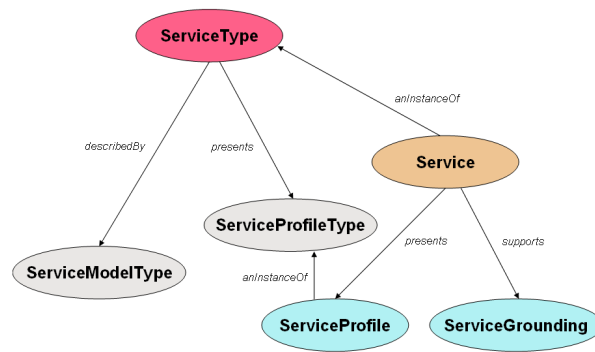 ServiceType
anInstanceOf
describedBy
presents
Service
ServiceProfileType
presents
supports
ServiceModelType
anInstanceOf
ServiceProfile
ServiceGrounding